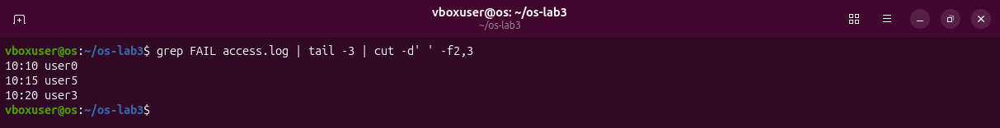 vboxuser@os: ~/os-lab3
~/os-lab3
vboxuser@os:~/os-lab3$ grep FAIL access.log | tail -3 | cut -d' ' -f2,3
10:10 user0
10:15 user5
10:20 user3
vboxuser@os:~/os-lab3$